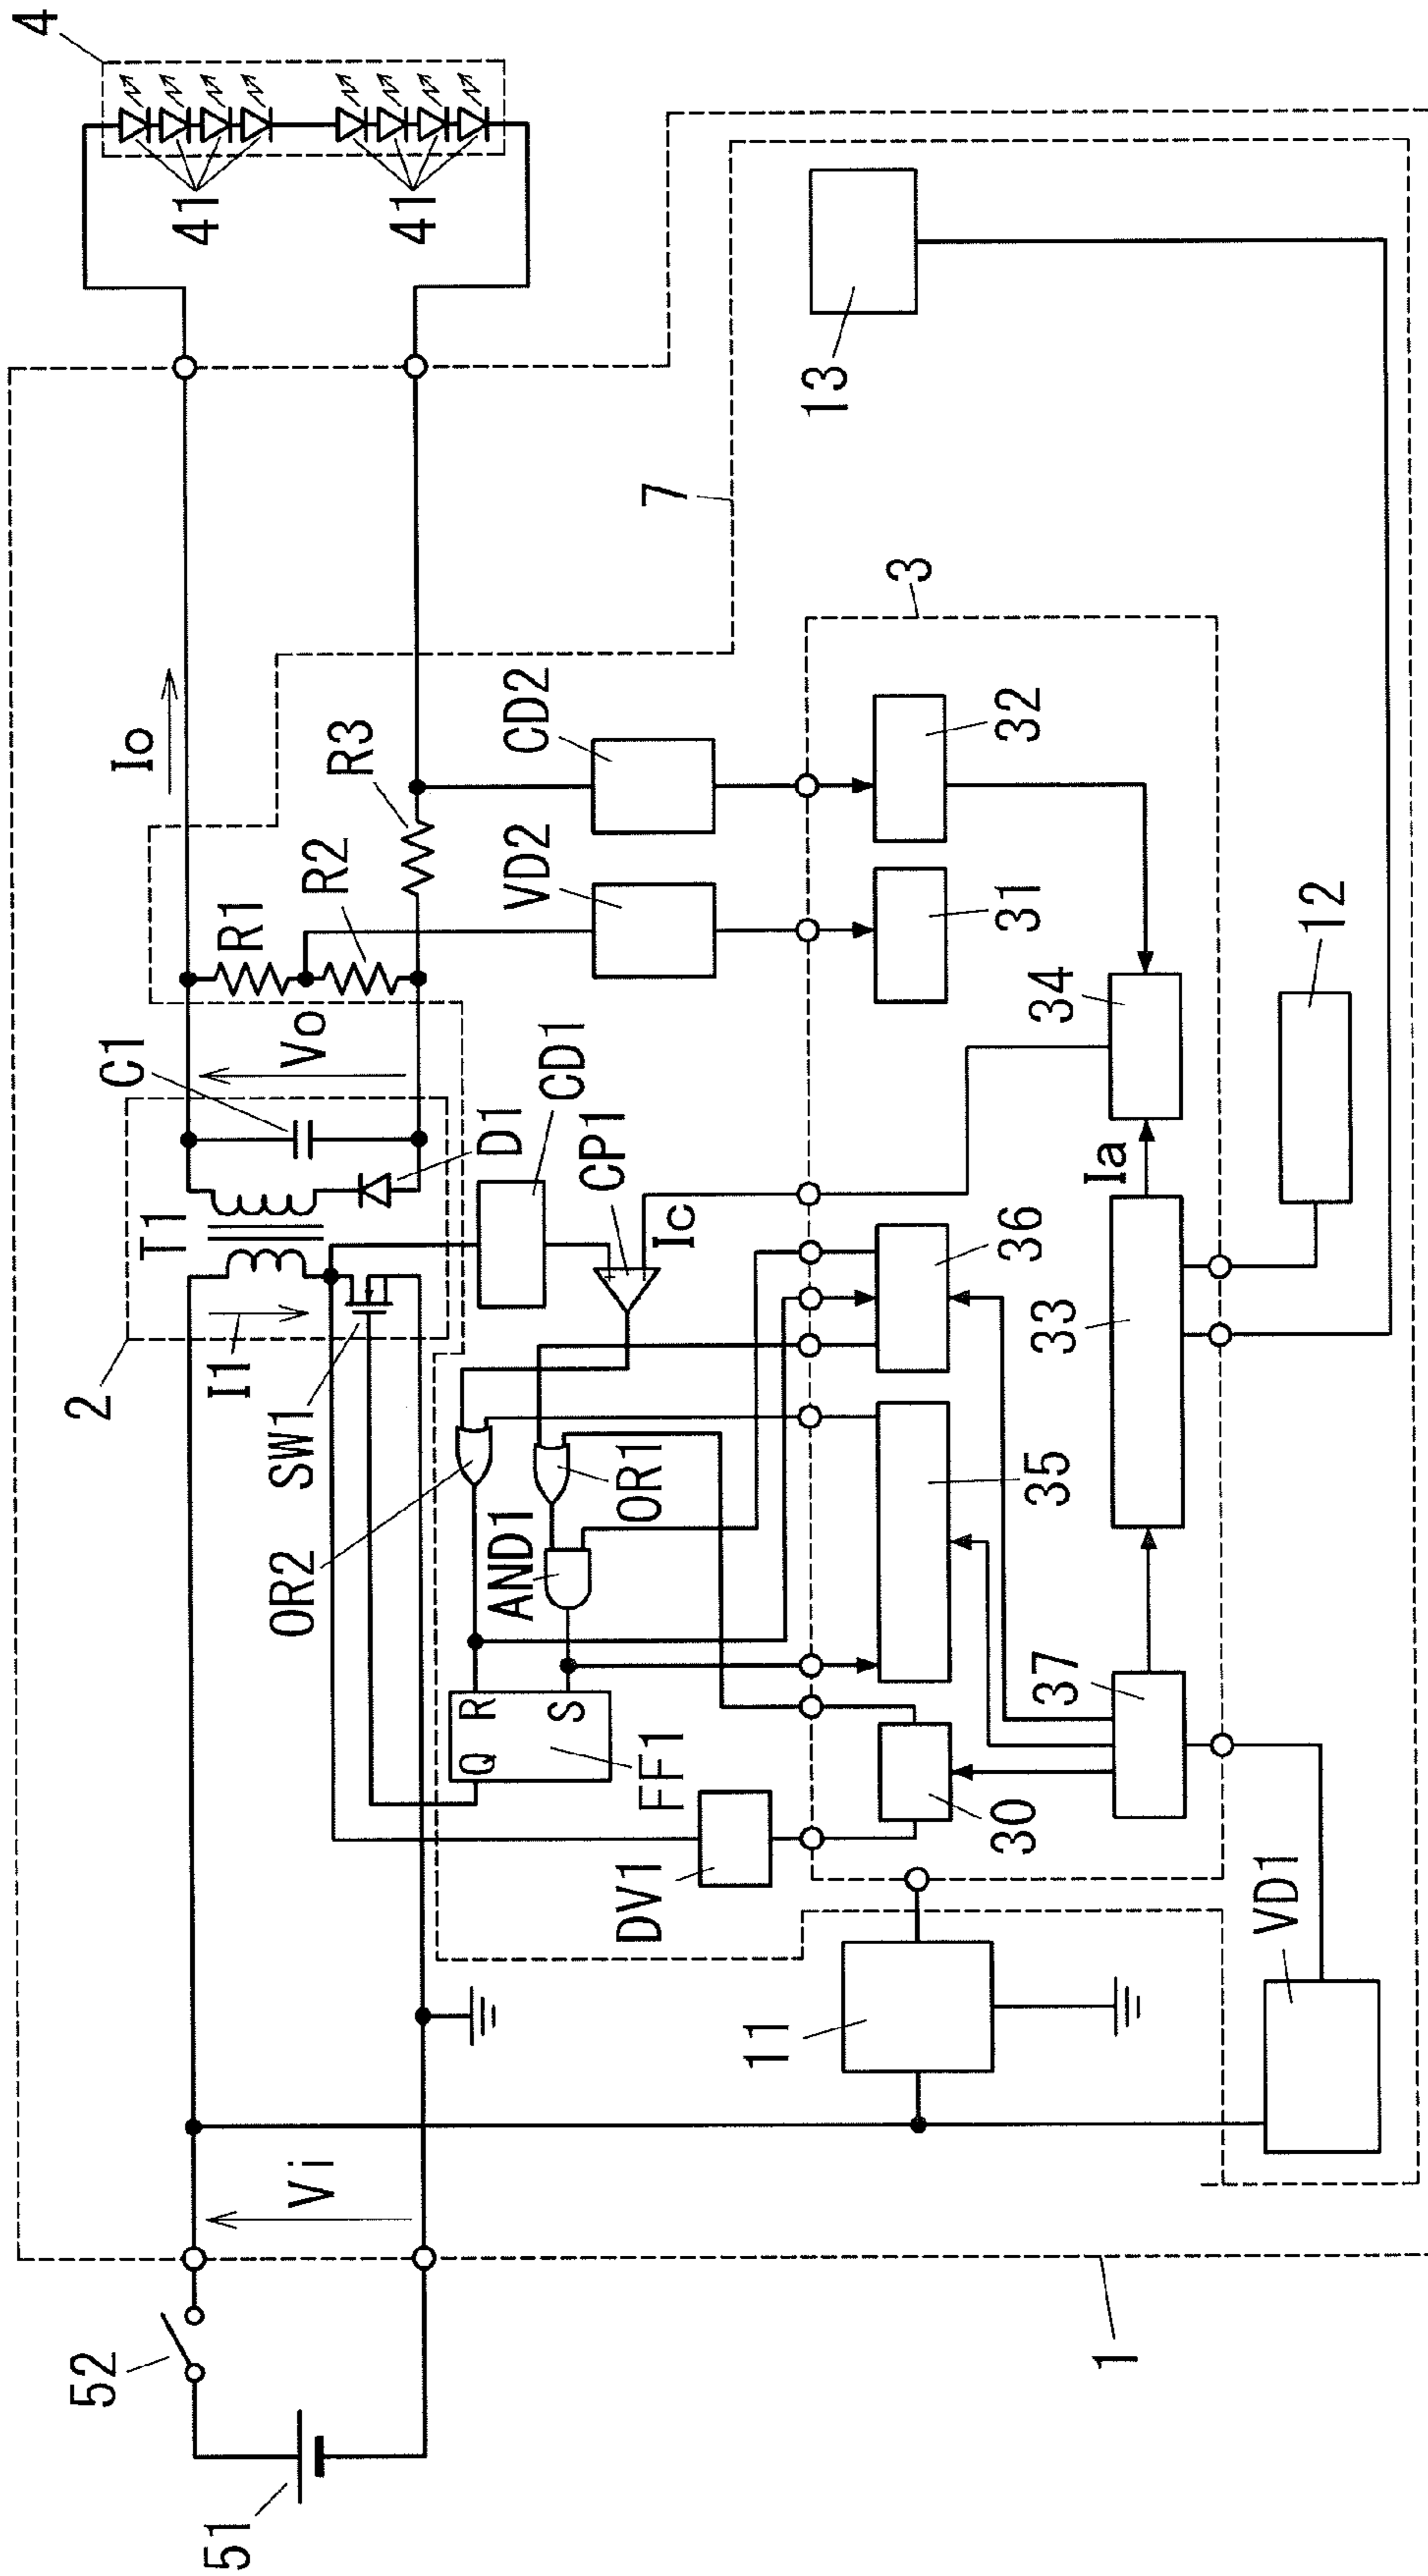 4
41
41
Io
R3
CD2
7
13
R1
R2
VD2
3
32
31
C1
Vo
D1
CD1
CP1
34
12
T1
Ic
Ia
2
I1
SW1
36
33
OR2
OR1
AND1
35
Q R
S
FF1
37
DV1
30
VD1
11
Vi
52
51
1